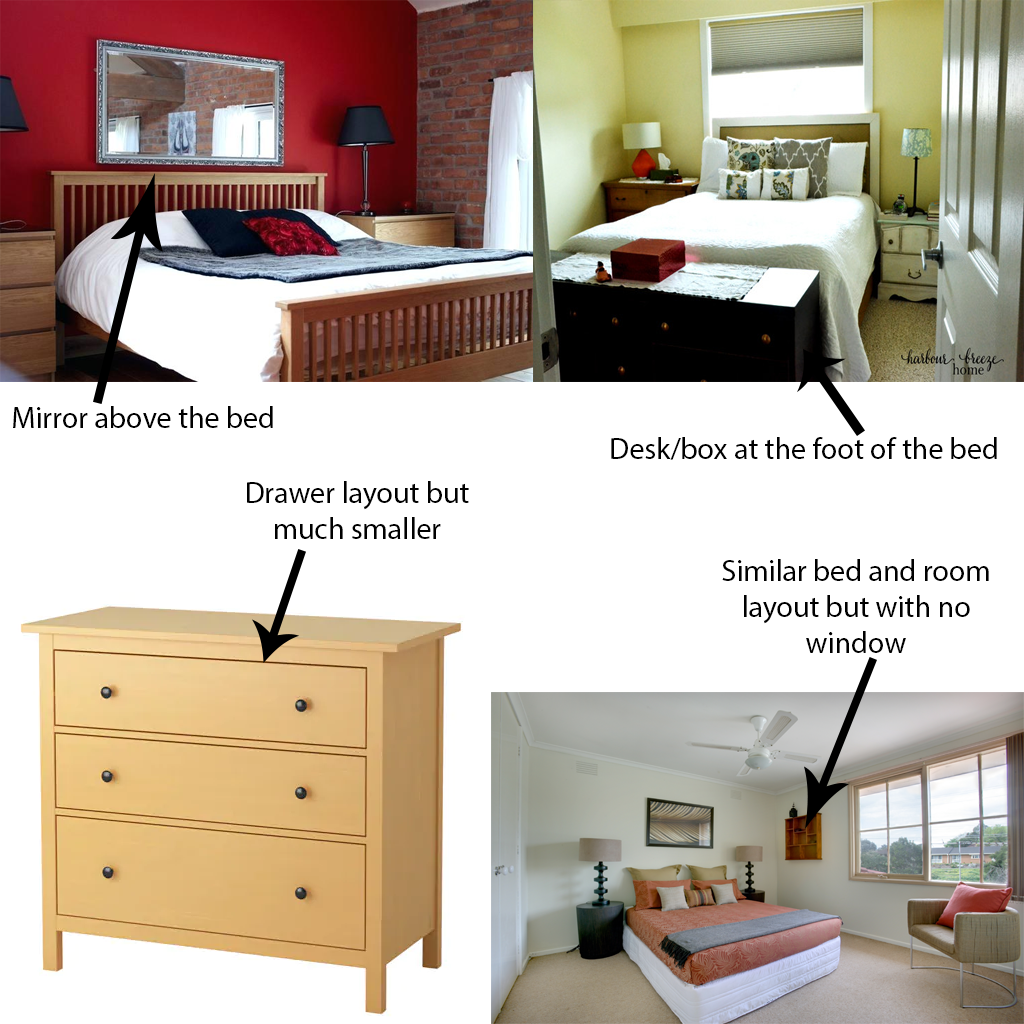 harbour breeze
home
Mirror above the bed
Desk/box at the foot of the bed
Drawer layout but
much smaller
Similar bed and room
layout but with no
window